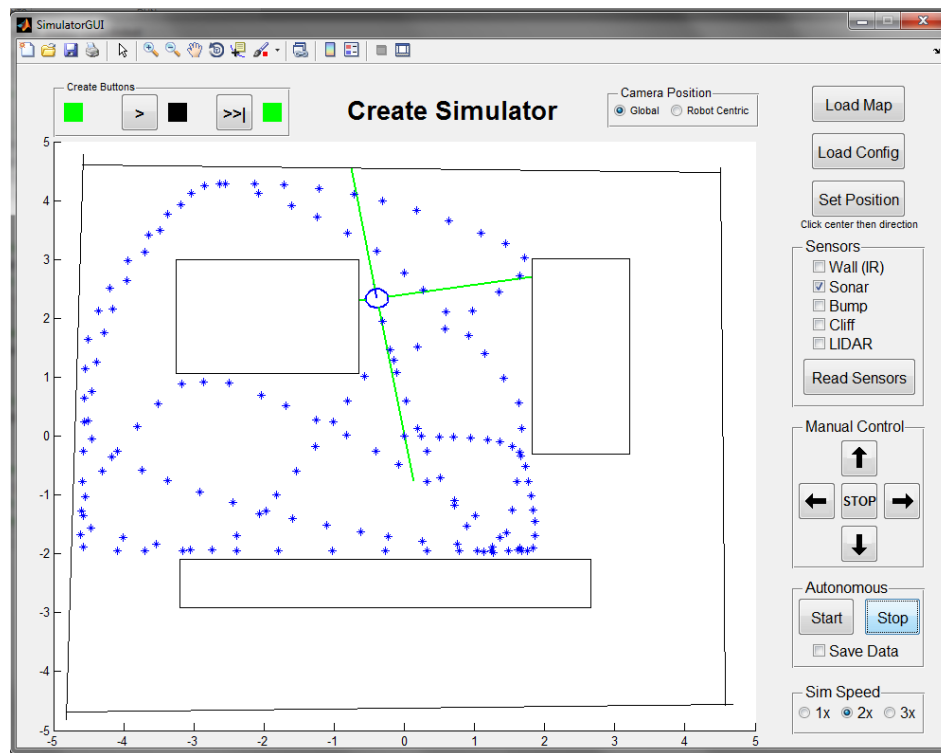 SimulatorGUI
Create Buttons
>
>>|
Create Simulator
Camera Position
Global
Robot Centric
Load Map
Load Config
Set Position
Click center then direction
Sensors
Wall (IR)
Sonar
Bump
Cliff
LIDAR
Read Sensors
Manual Control
STOP
Autonomous
Start
Stop
Save Data
Sim Speed
1x
2x
3x
5
4
3
2
1
0
-1
-2
-3
-4
-5
-5 -4 -3 -2 -1 0 1 2 3 4 5